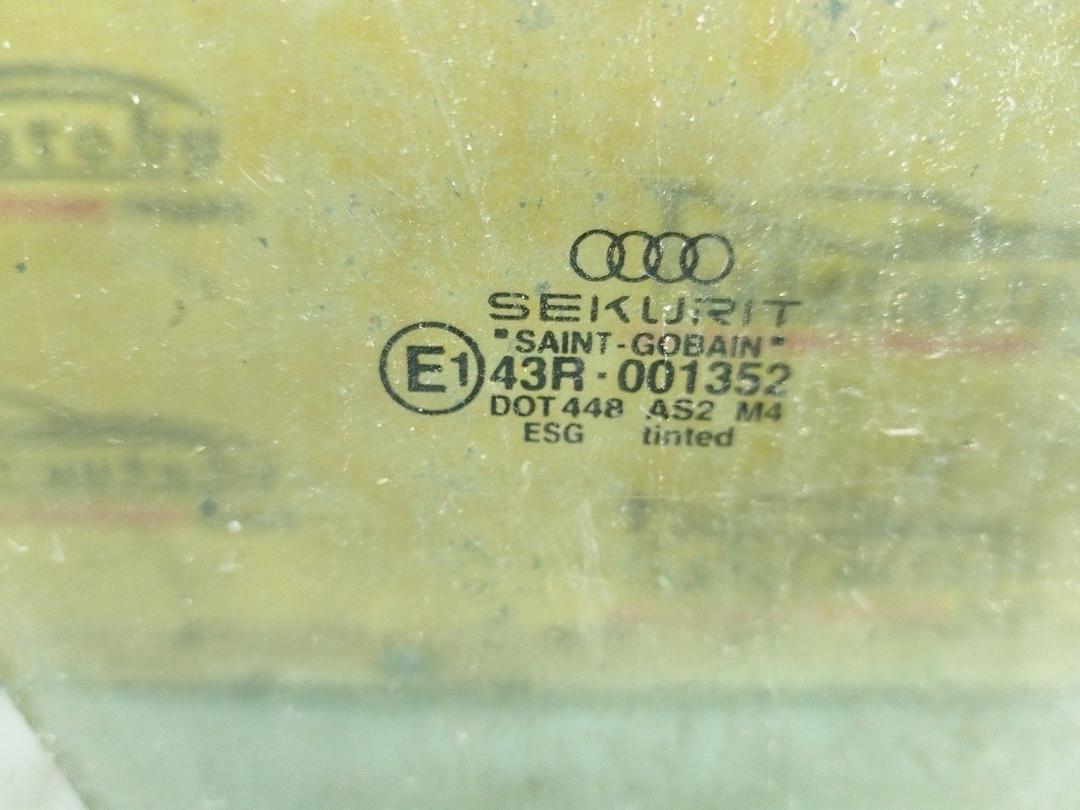 SEKURIT
"SAINT-GOBAIN"
E1 43R-001352
DOT 448 AS2 M4
ESG tinted